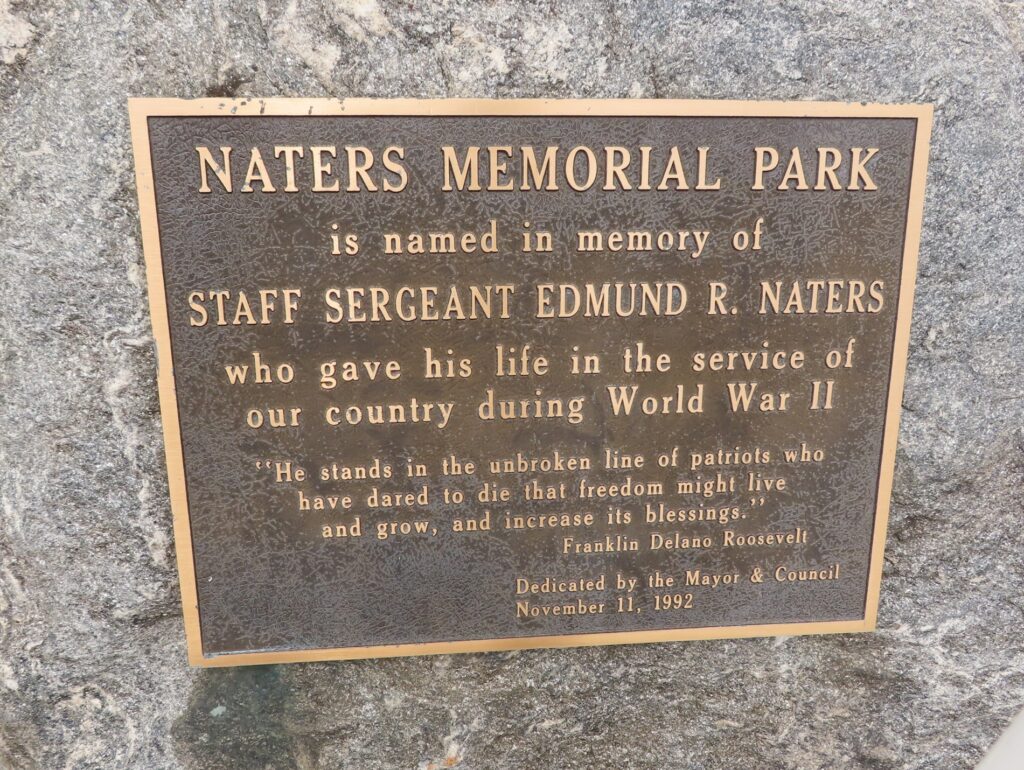 NATERS MEMORIAL PARK
is named in memory of
STAFF SERGEANT EDMUND R. NATERS
who gave his life in the service of
our country during World War II
"He stands in the unbroken line of patriots who
have dared to die that freedom might live
and grow, and increase its blessings."
Franklin Delano Roosevelt
Dedicated by the Mayor & Council
November 11, 1992